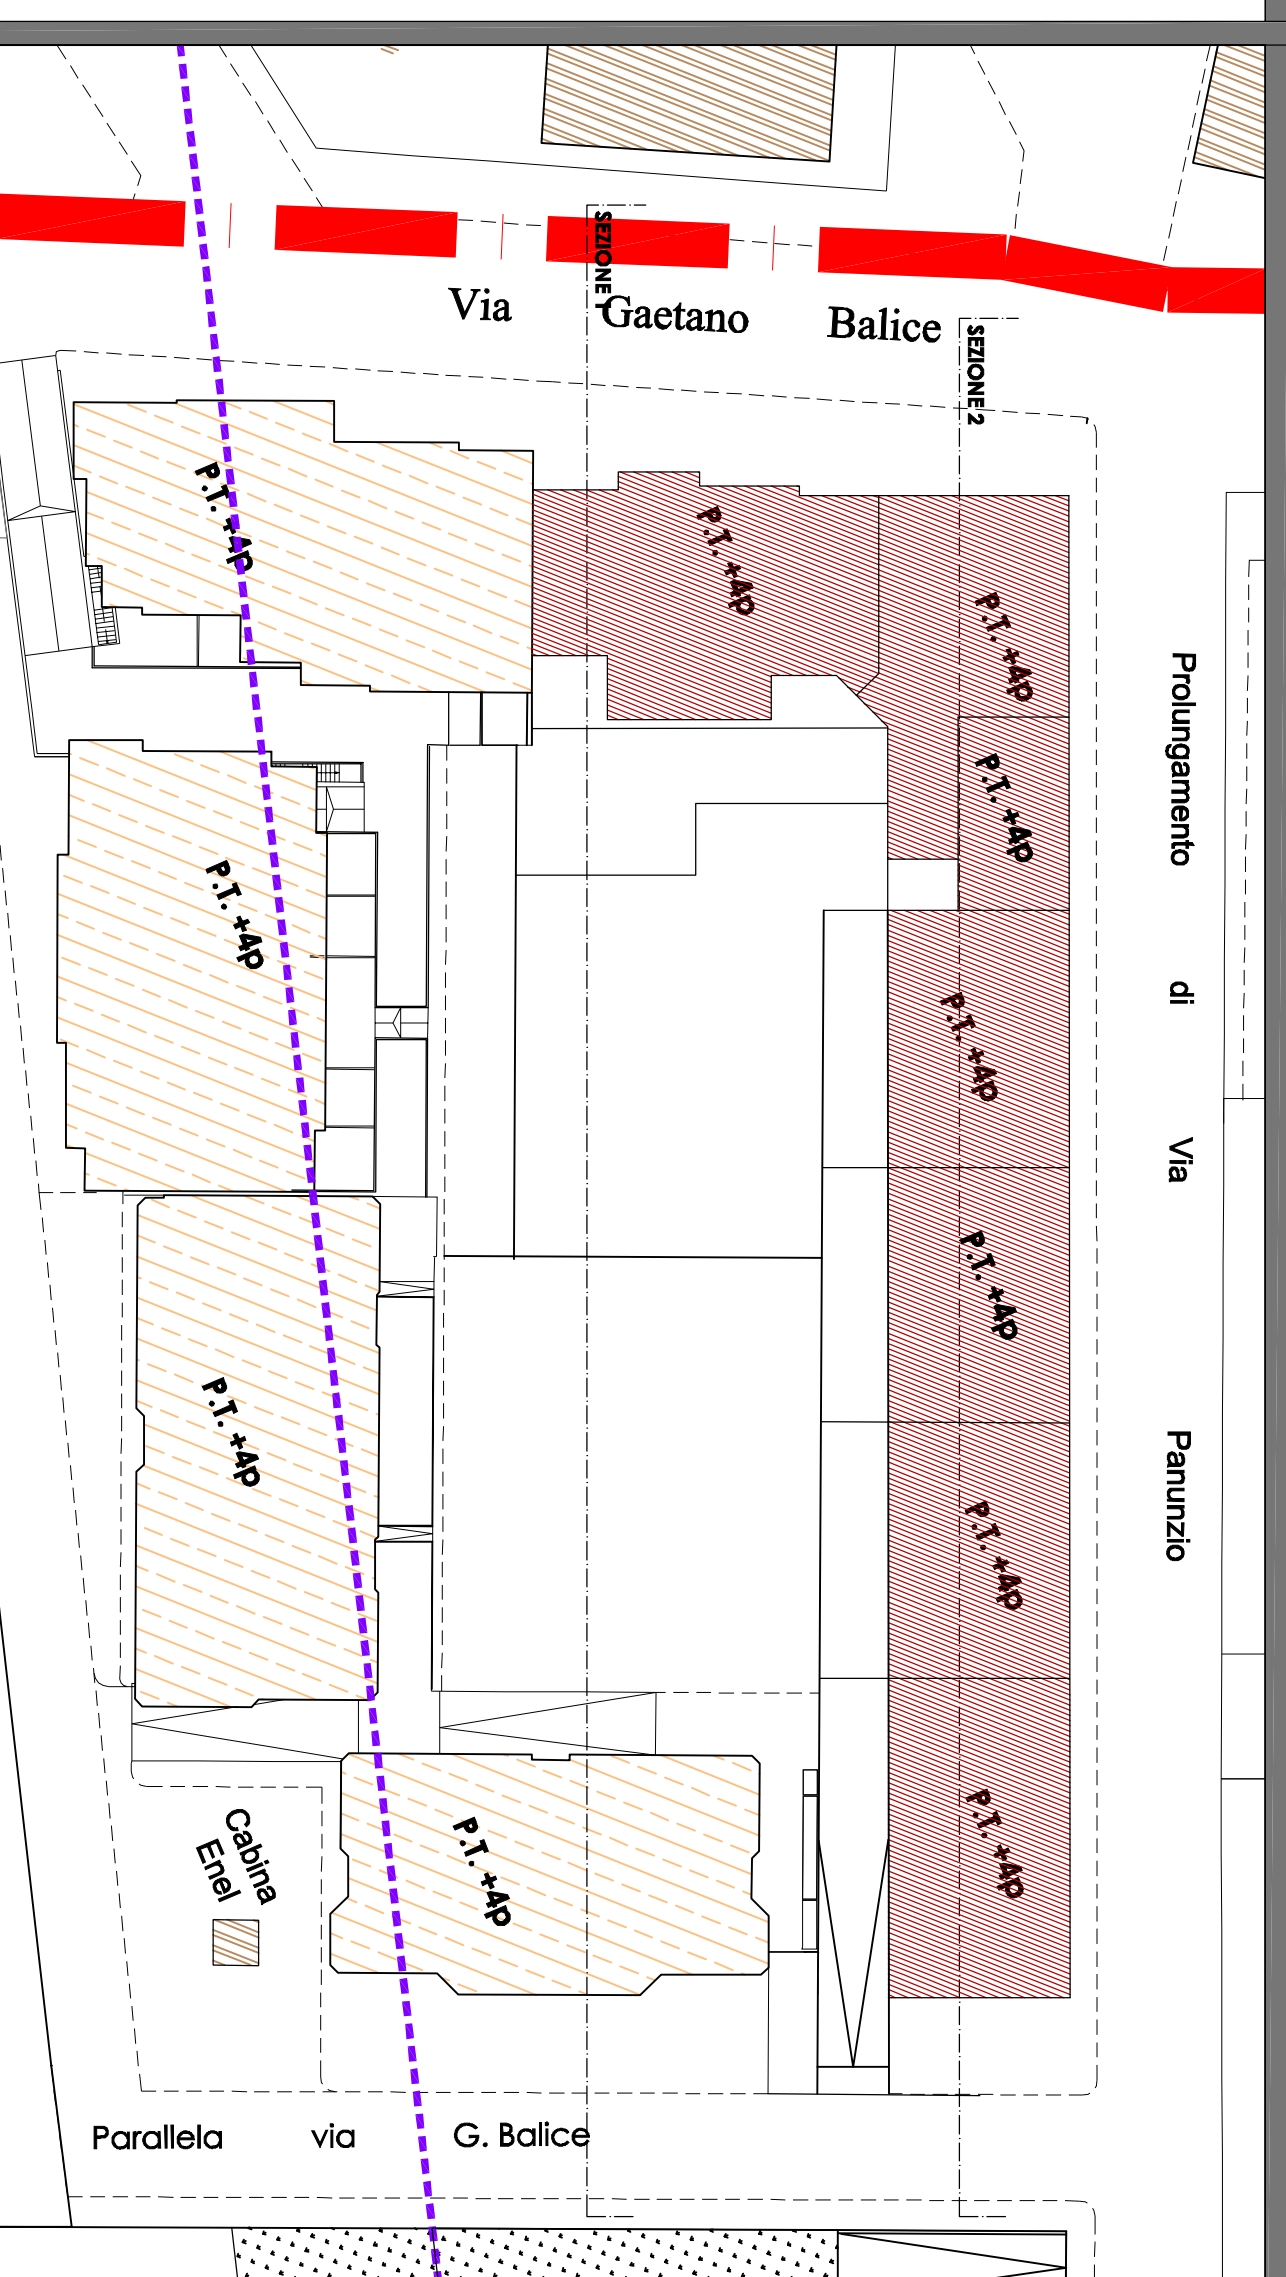 SEZIONE 1
Via Gaetano Balice
SEZIONE 2
P.T. +4p
P.T. +4p
P.T. +4p
P.T. +4p
P.T. +4p
P.T. +4p
P.T. +4p
P.T. +4p
P.T. +4p
P.T. +4p
P.T. +4p
P.T. +4p
Prolungamento di Via Panunzio
Cabina
Enel
Parallela via G. Balice